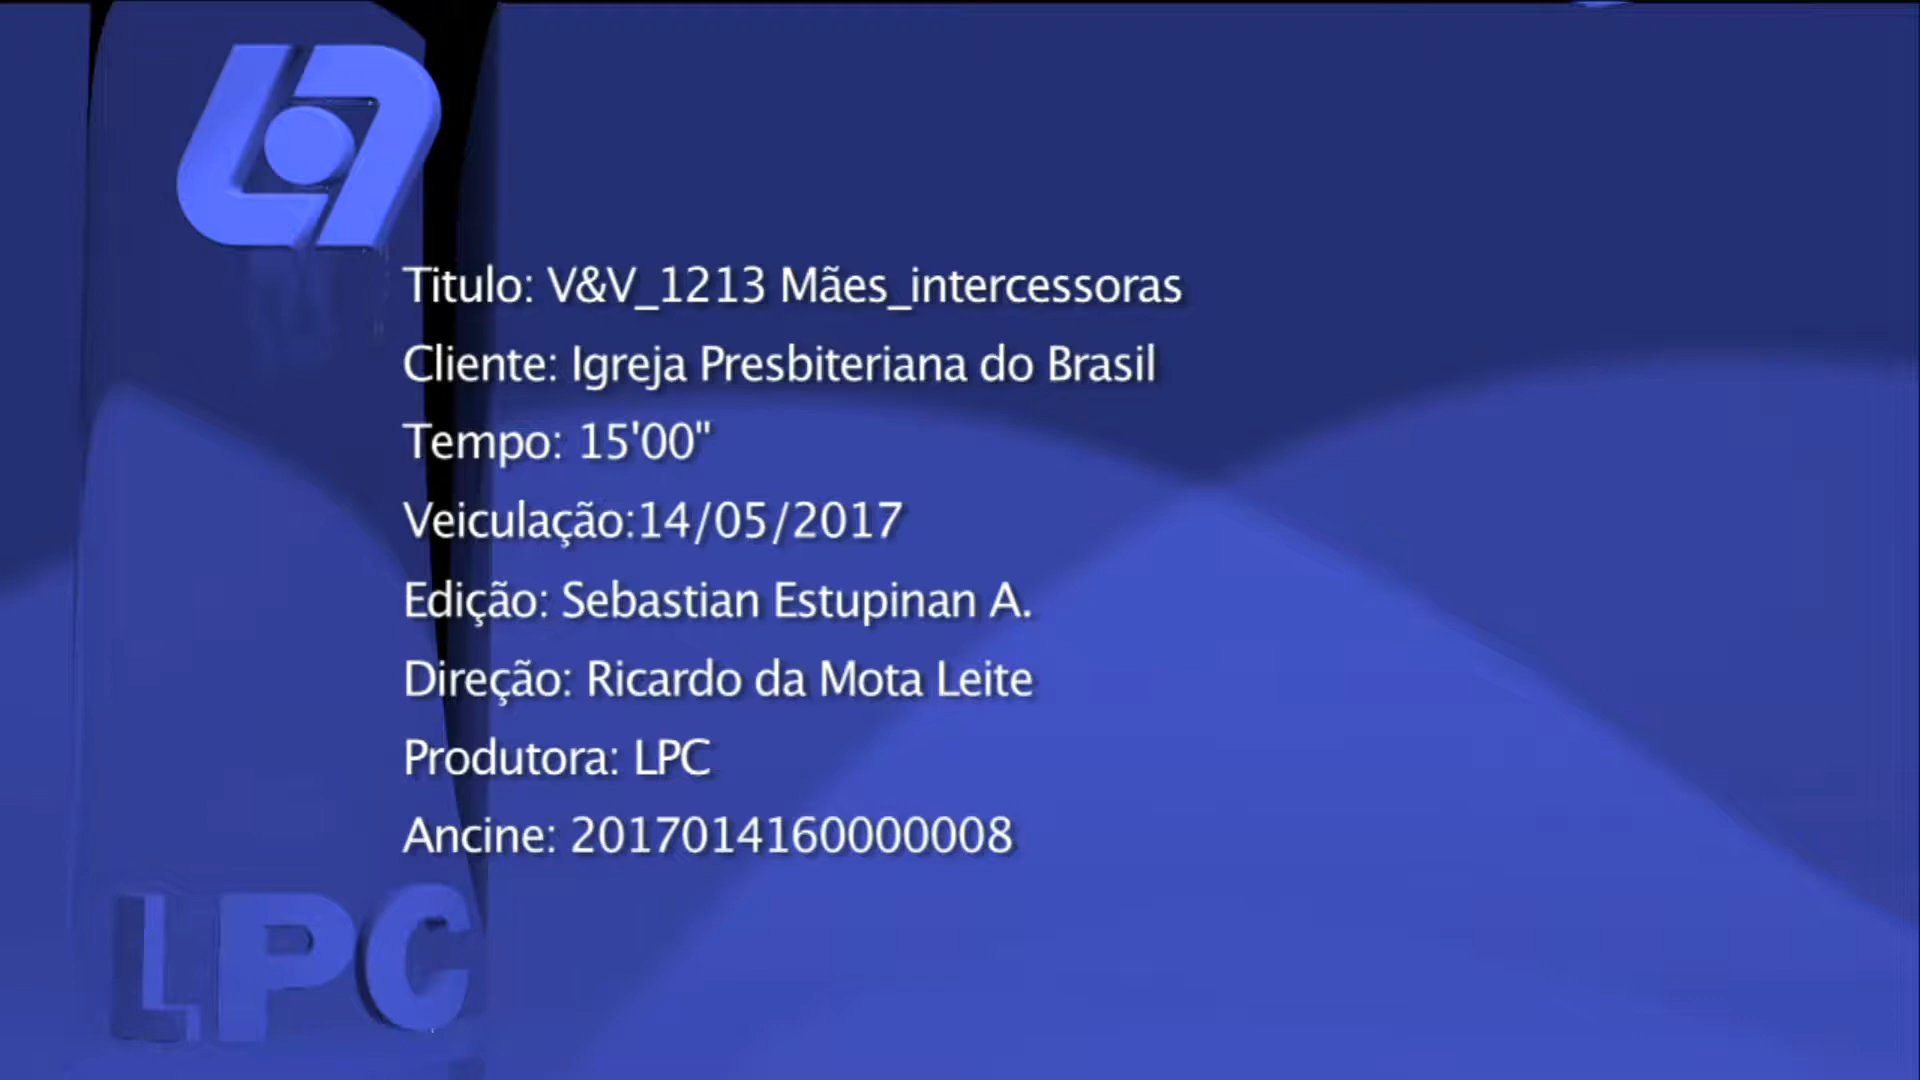 Titulo: V&V_1213 Mães_intercessoras
Cliente: Igreja Presbiteriana do Brasil
Tempo: 15'00"
Veiculação:14/05/2017
Edição: Sebastian Estupinan A.
Direção: Ricardo da Mota Leite
Produtora: LPC
Ancine: 2017014160000008
LPC